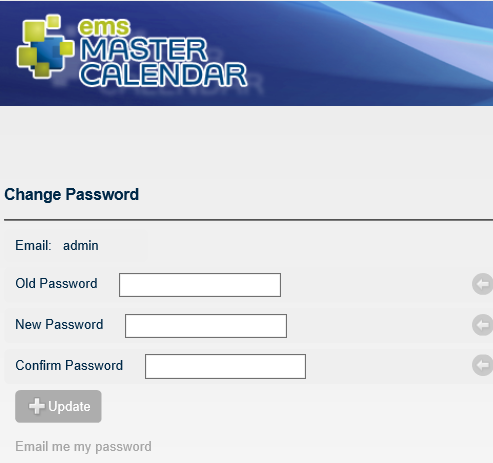 ems
MASTER
CALENDAR
Change Password
Email: admin
Old Password
New Password
Confirm Password
Update
Email me my password